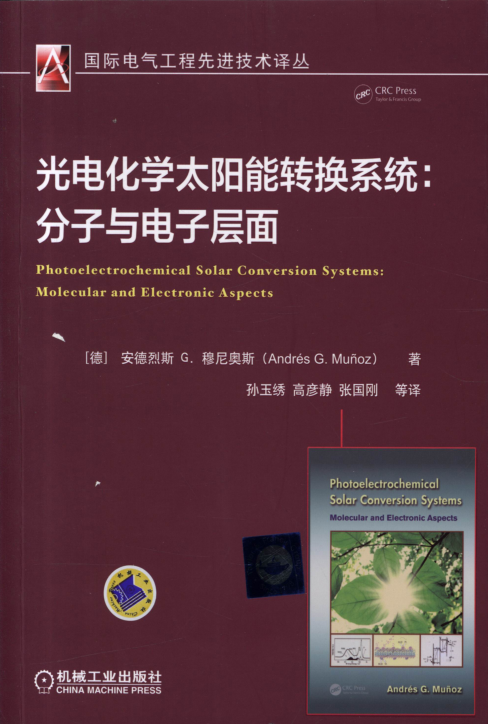 国际电气工程先进技术译丛
CRC
CRC Press
Taylor & Francis Group
光电化学太阳能转换系统：
分子与电子层面
Photoelectrochemical Solar Conversion Systems:
Molecular and Electronic Aspects
[德] 安德烈斯 G．穆尼奥斯（Andrés G. Muñoz） 著
孙玉绣 高彦静 张国刚 等译
Photoelectrochemical
Solar Conversion Systems
Molecular and Electronic Aspects
CRC Press
Andrés G. Muñoz
机械工业出版社
CHINA MACHINE PRESS